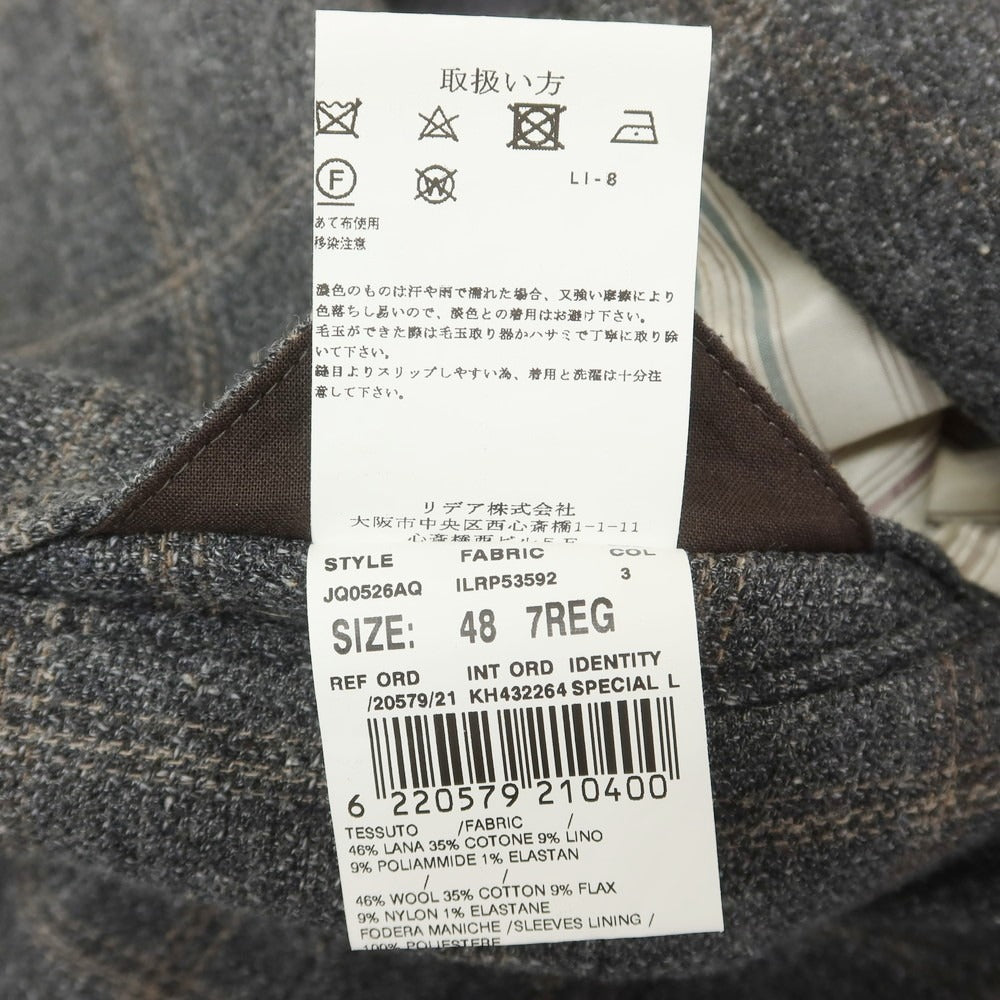 取扱い方
F W LI-8
あて布使用
移染注意
濃色のものは汗や雨で濡れた場合、又強い摩擦により
色落ちし易いので、淡色との着用はお避け下さい。
毛玉ができた際は毛玉取り器かハサミで丁寧に取り除
いて下さい。
縫目よりスリップしやすい為、着用と洗濯は十分注
意して下さい。
リデア株式会社
大阪市中央区西心斎橋1-1-11
心斎橋西ビル
STYLE FABRIC COL
JQ0526AQ ILRP53592 3
SIZE: 48 7REG
REF ORD INT ORD IDENTITY
/20579/21 KH432264 SPECIAL L
6 220579 210400
TESSUTO /FABRIC /
46% LANA 35% COTONE 9% LINO
9% POLIAMMIDE 1% ELASTAN
/ /
46% WOOL 35% COTTON 9% FLAX
9% NYLON 1% ELASTANE
FODERA MANICHE /SLEEVES LINING /
100% POLIESTERE